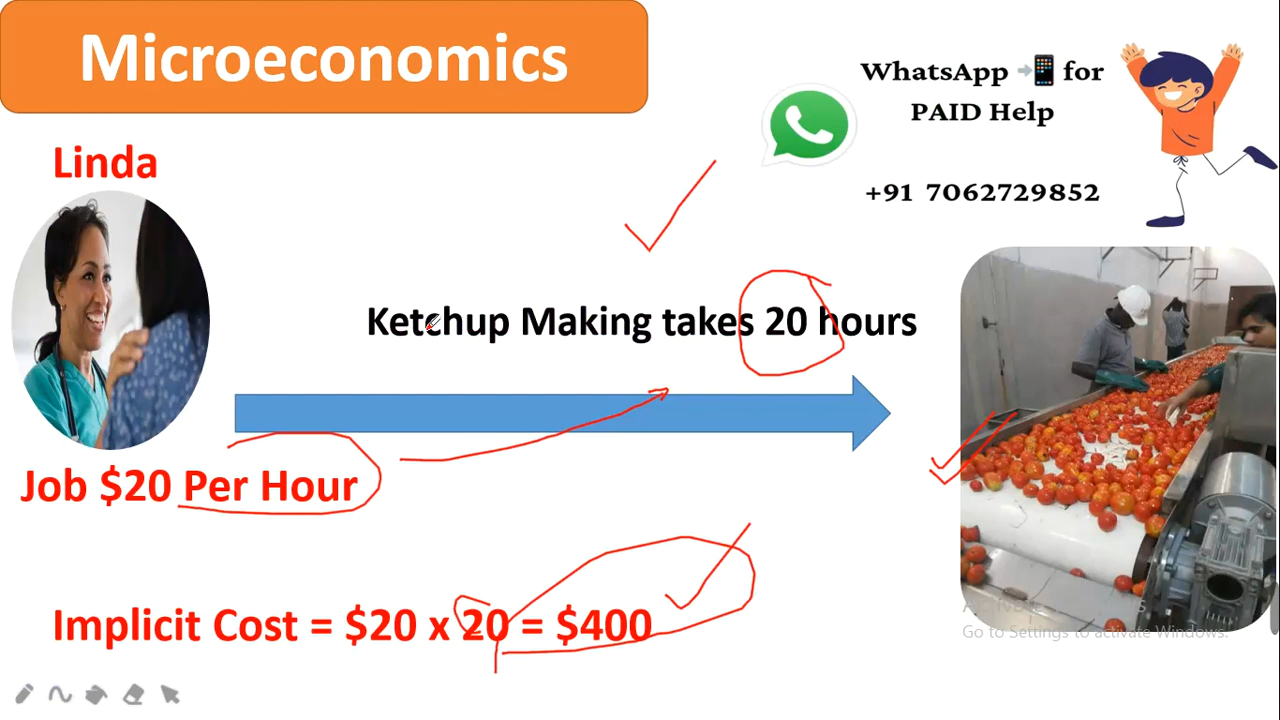 Microeconomics
WhatsApp 📲 for
PAID Help
+91 7062729852
Linda
Ketchup Making takes 20 hours
Job $20 Per Hour
Implicit Cost = $20 x 20 = $400
Go to Settings to activate Windows.